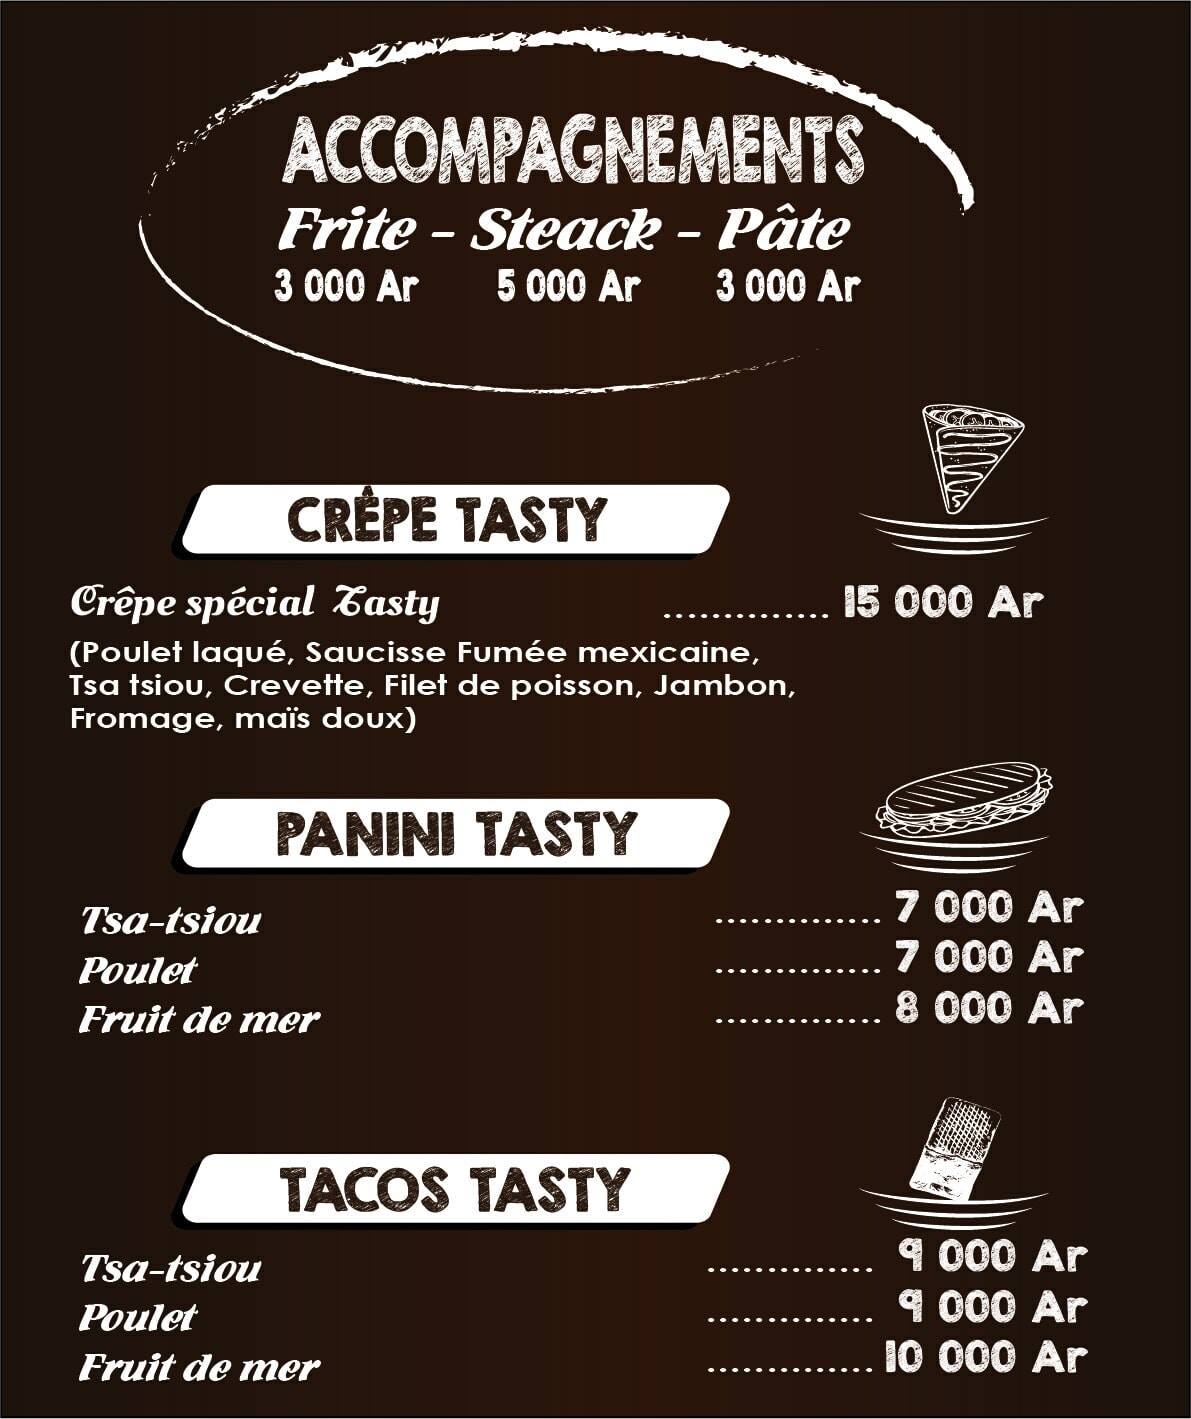 ACCOMPAGNEMENTS
Frite - Steack - Pâte
3 000 Ar 5 000 Ar 3 000 Ar
CRÊPE TASTY
Crêpe spécial Tasty .............. 15 000 Ar
(Poulet laqué, Saucisse Fumée mexicaine,
Tsa tsiou, Crevette, Filet de poisson, Jambon,
Fromage, maïs doux)
PANINI TASTY
Tsa-tsiou .............. 7 000 Ar
Poulet .............. 7 000 Ar
Fruit de mer .............. 8 000 Ar
TACOS TASTY
Tsa-tsiou .............. 9 000 Ar
Poulet .............. 9 000 Ar
Fruit de mer .............. 10 000 Ar